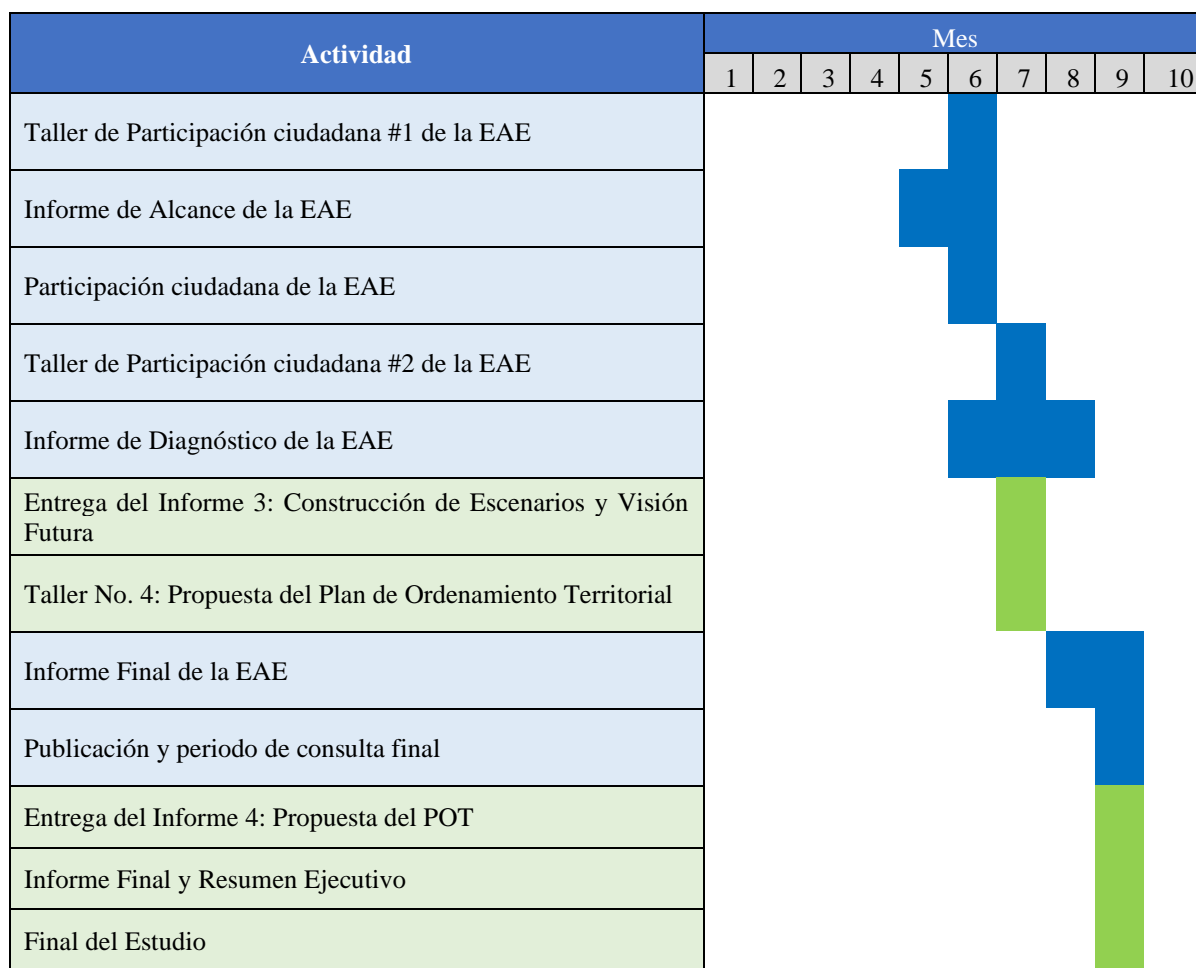 Actividad
Mes
1 2 3 4 5 6 7 8 9 10
Taller de Participación ciudadana #1 de la EAE
Informe de Alcance de la EAE
Participación ciudadana de la EAE
Taller de Participación ciudadana #2 de la EAE
Informe de Diagnóstico de la EAE
Entrega del Informe 3: Construcción de Escenarios y Visión
Futura
Taller No. 4: Propuesta del Plan de Ordenamiento Territorial
Informe Final de la EAE
Publicación y periodo de consulta final
Entrega del Informe 4: Propuesta del POT
Informe Final y Resumen Ejecutivo
Final del Estudio